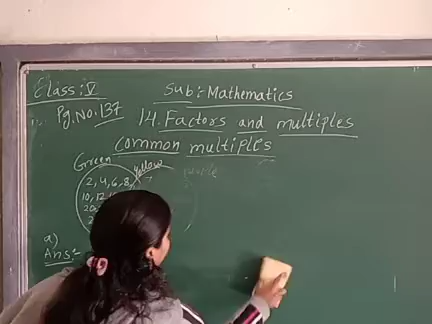 Class: V
Sub:- Mathematics
Pg. No. 137
14. Factors and multiples
Common multiples
Green
Yellow
2, 4, 6, 8,
10, 12
a)
Ans:-